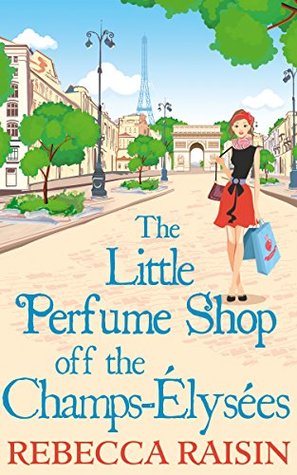 The
Little
Perfume Shop
off the
Champs-Élysées
REBECCA RAISIN